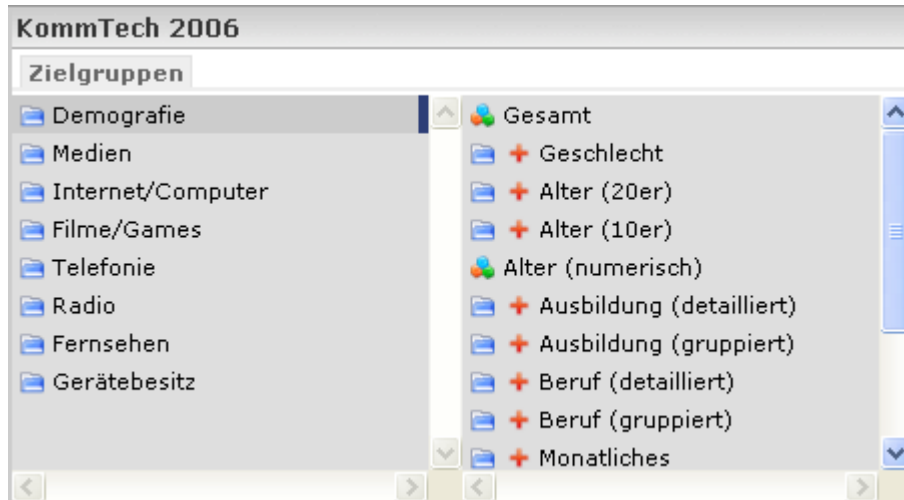 KommTech 2006
Zielgruppen
Demografie
Medien
Internet/Computer
Filme/Games
Telefonie
Radio
Fernsehen
Gerätebesitz
Gesamt
Geschlecht
Alter (20er)
Alter (10er)
Alter (numerisch)
Ausbildung (detailliert)
Ausbildung (gruppiert)
Beruf (detailliert)
Beruf (gruppiert)
Monatliches